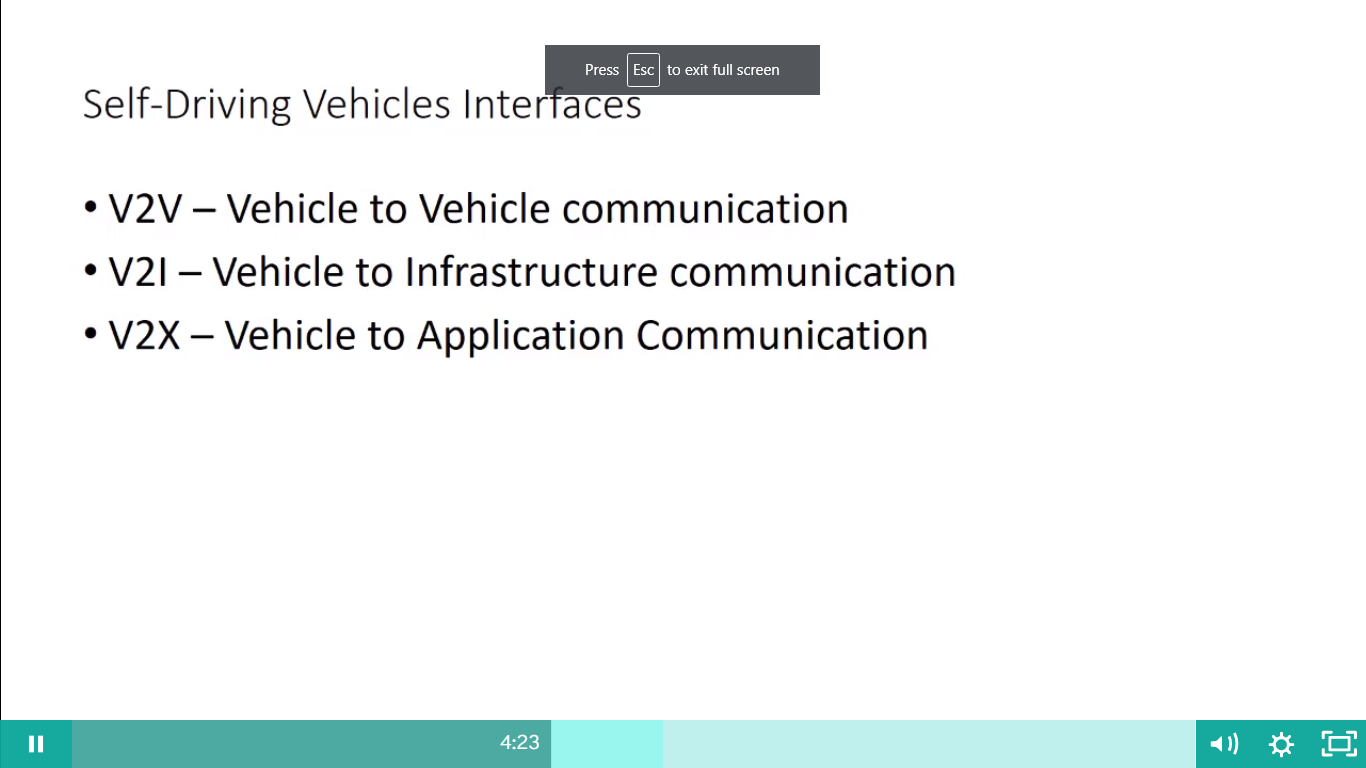 Press Esc to exit full screen
Self-Driving Vehicles Interfaces
• V2V – Vehicle to Vehicle communication
• V2I – Vehicle to Infrastructure communication
• V2X – Vehicle to Application Communication
4:23